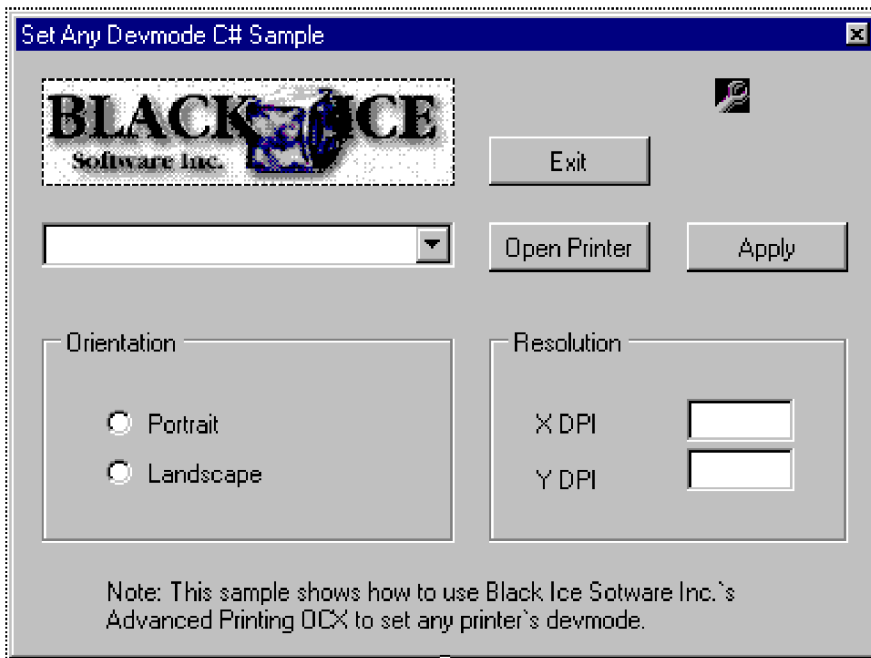 Set Any Devmode C# Sample
BLACK ICE
Software Inc.
Exit
Open Printer
Apply
Orientation
Portrait
Landscape
Resolution
X DPI
Y DPI
Note: This sample shows how to use Black Ice Sotware Inc.`s
Advanced Printing OCX to set any printer`s devmode.